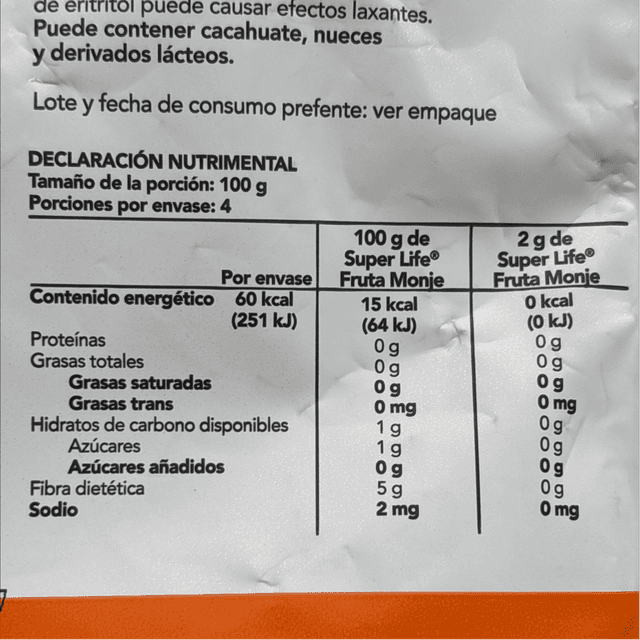 de eritritol puede causar efectos laxantes.
Puede contener cacahuate, nueces
y derivados lácteos.
Lote y fecha de consumo prefente: ver empaque
DECLARACIÓN NUTRIMENTAL
Tamaño de la porción: 100 g
Porciones por envase: 4
Por envase 100 g de Super Life® Fruta Monje 2 g de Super Life® Fruta Monje
Contenido energético 60 kcal (251 kJ) 15 kcal (64 kJ) 0 kcal (0 kJ)
Proteínas 0 g 0 g
Grasas totales 0 g 0 g
Grasas saturadas 0 g 0 g
Grasas trans 0 mg 0 mg
Hidratos de carbono disponibles 1 g 0 g
Azúcares 1 g 0 g
Azúcares añadidos 0 g 0 g
Fibra dietética 5 g 0 g
Sodio 2 mg 0 mg